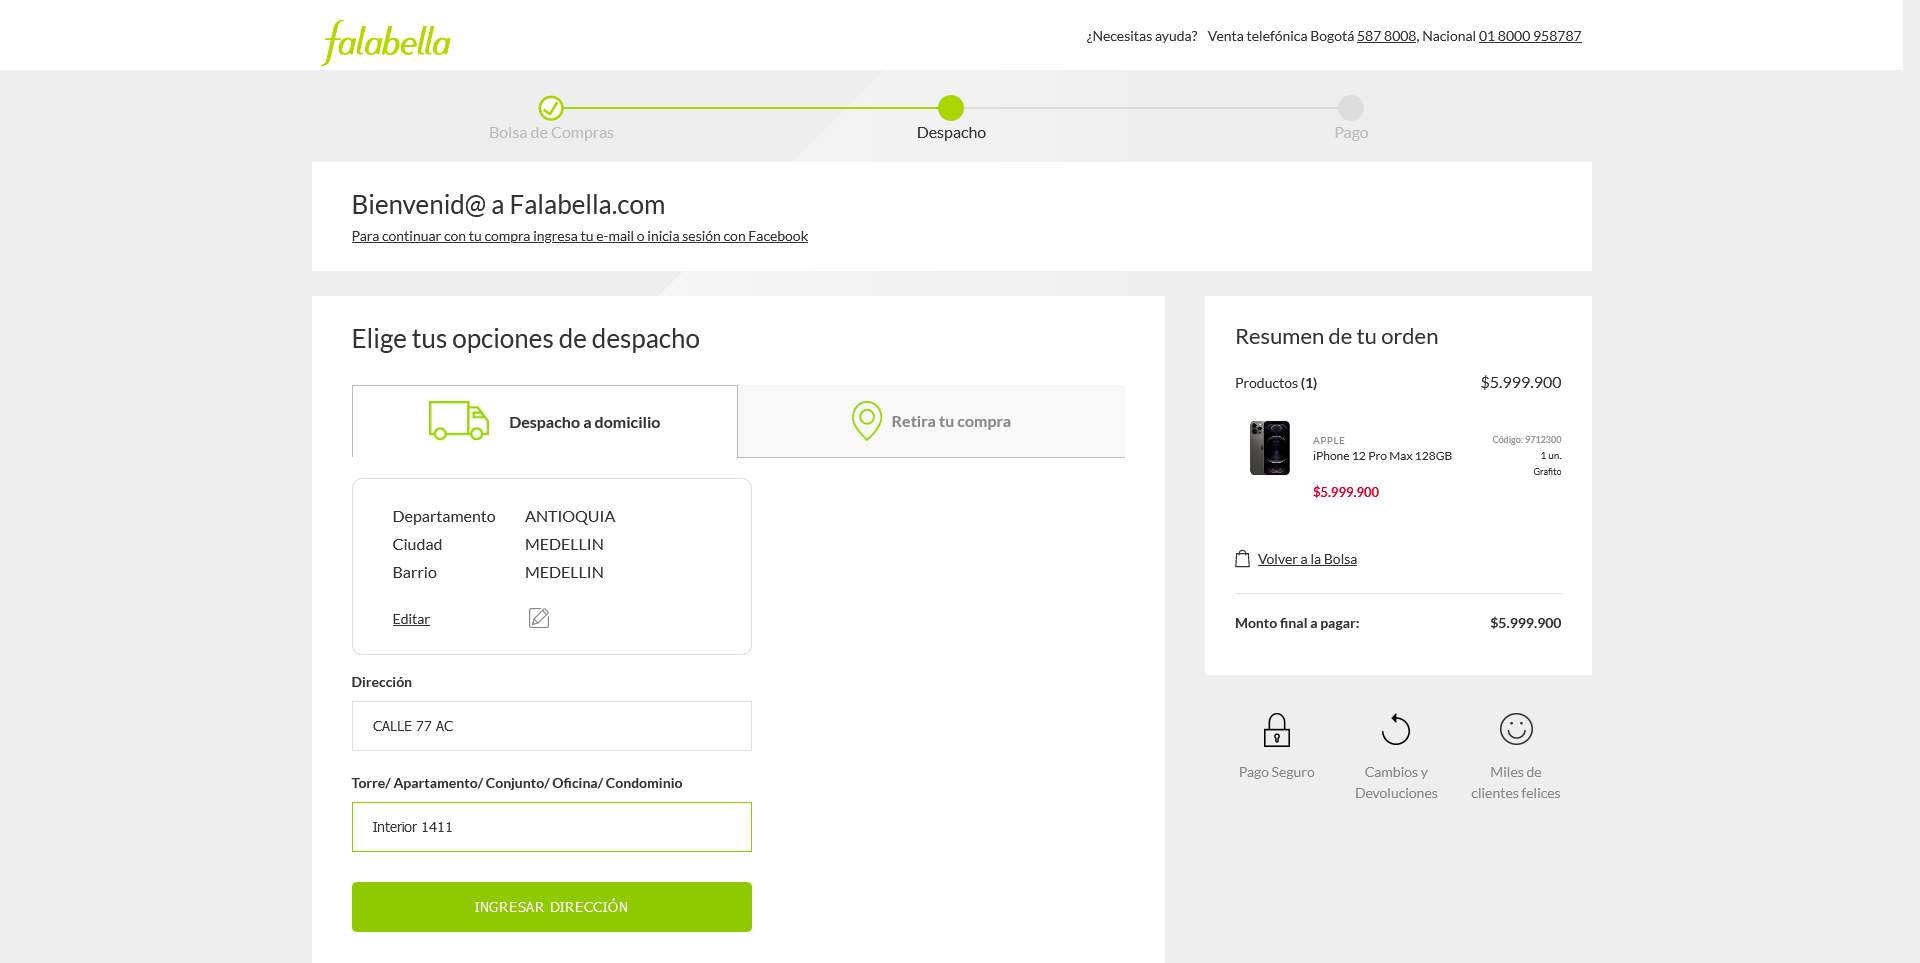 falabella
¿Necesitas ayuda? Venta telefónica Bogotá 587 8008, Nacional 01 8000 958787
Bolsa de Compras
Despacho
Pago
Bienvenid@ a Falabella.com
Para continuar con tu compra ingresa tu e-mail o inicia sesión con Facebook
Elige tus opciones de despacho
Despacho a domicilio
Retira tu compra
Departamento ANTIOQUIA
Ciudad MEDELLIN
Barrio MEDELLIN
Editar
Dirección
CALLE 77 AC
Torre/ Apartamento/ Conjunto/ Oficina/ Condominio
Interior 1411
INGRESAR DIRECCIÓN
Resumen de tu orden
Productos (1) $5.999.900
APPLE
iPhone 12 Pro Max 128GB
$5.999.900
Código: 9712300
1 un.
Grafito
Volver a la Bolsa
Monto final a pagar: $5.999.900
Pago Seguro
Cambios y
Devoluciones
Miles de
clientes felices